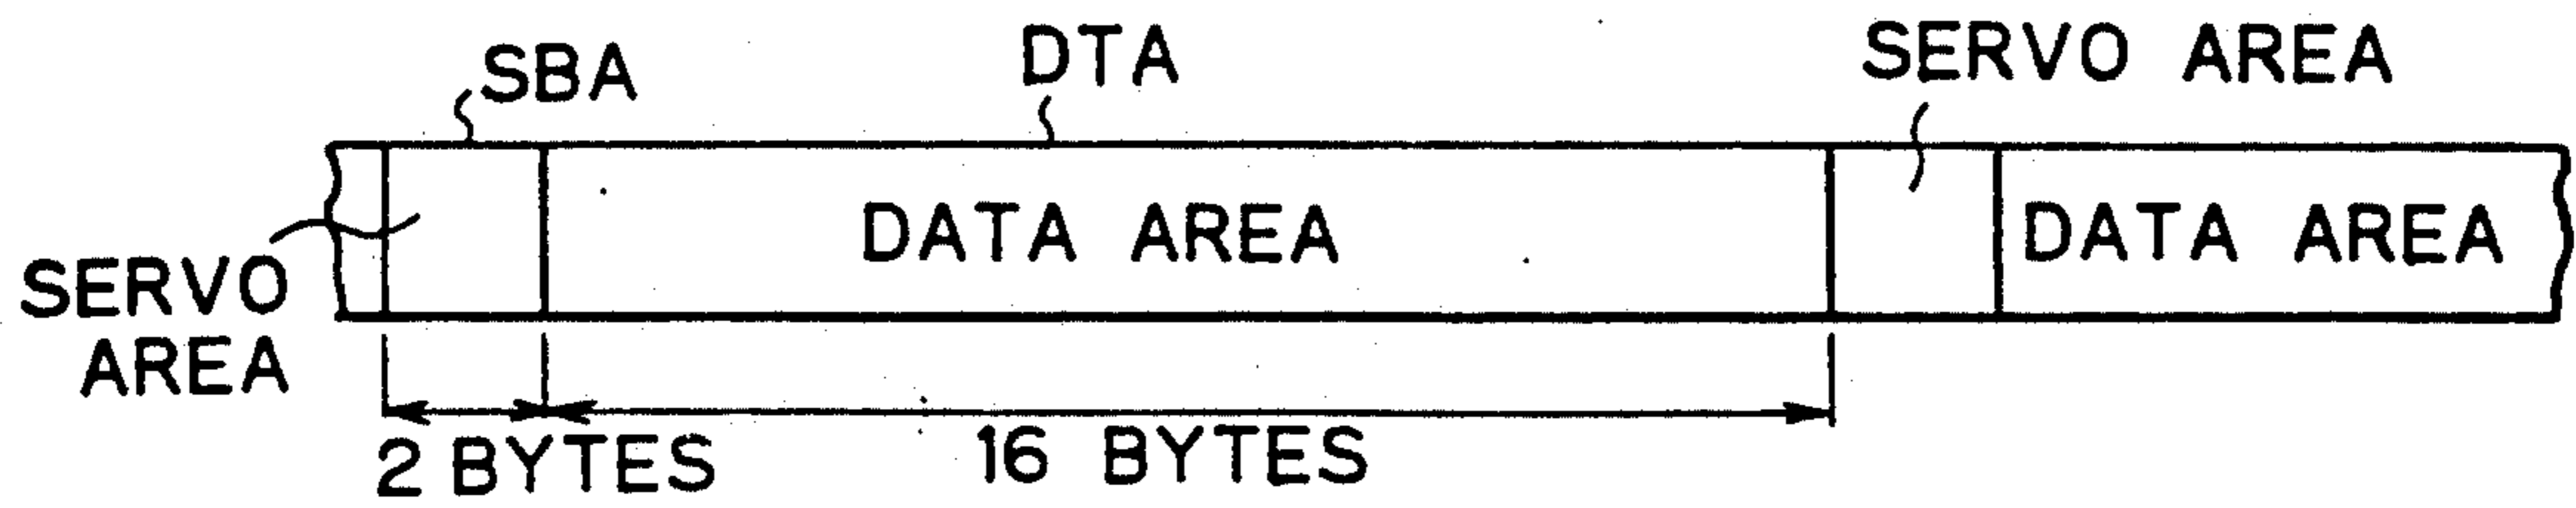 SBA
DTA
SERVO AREA
DATA AREA
DATA AREA
SERVO
AREA
2 BYTES
16 BYTES